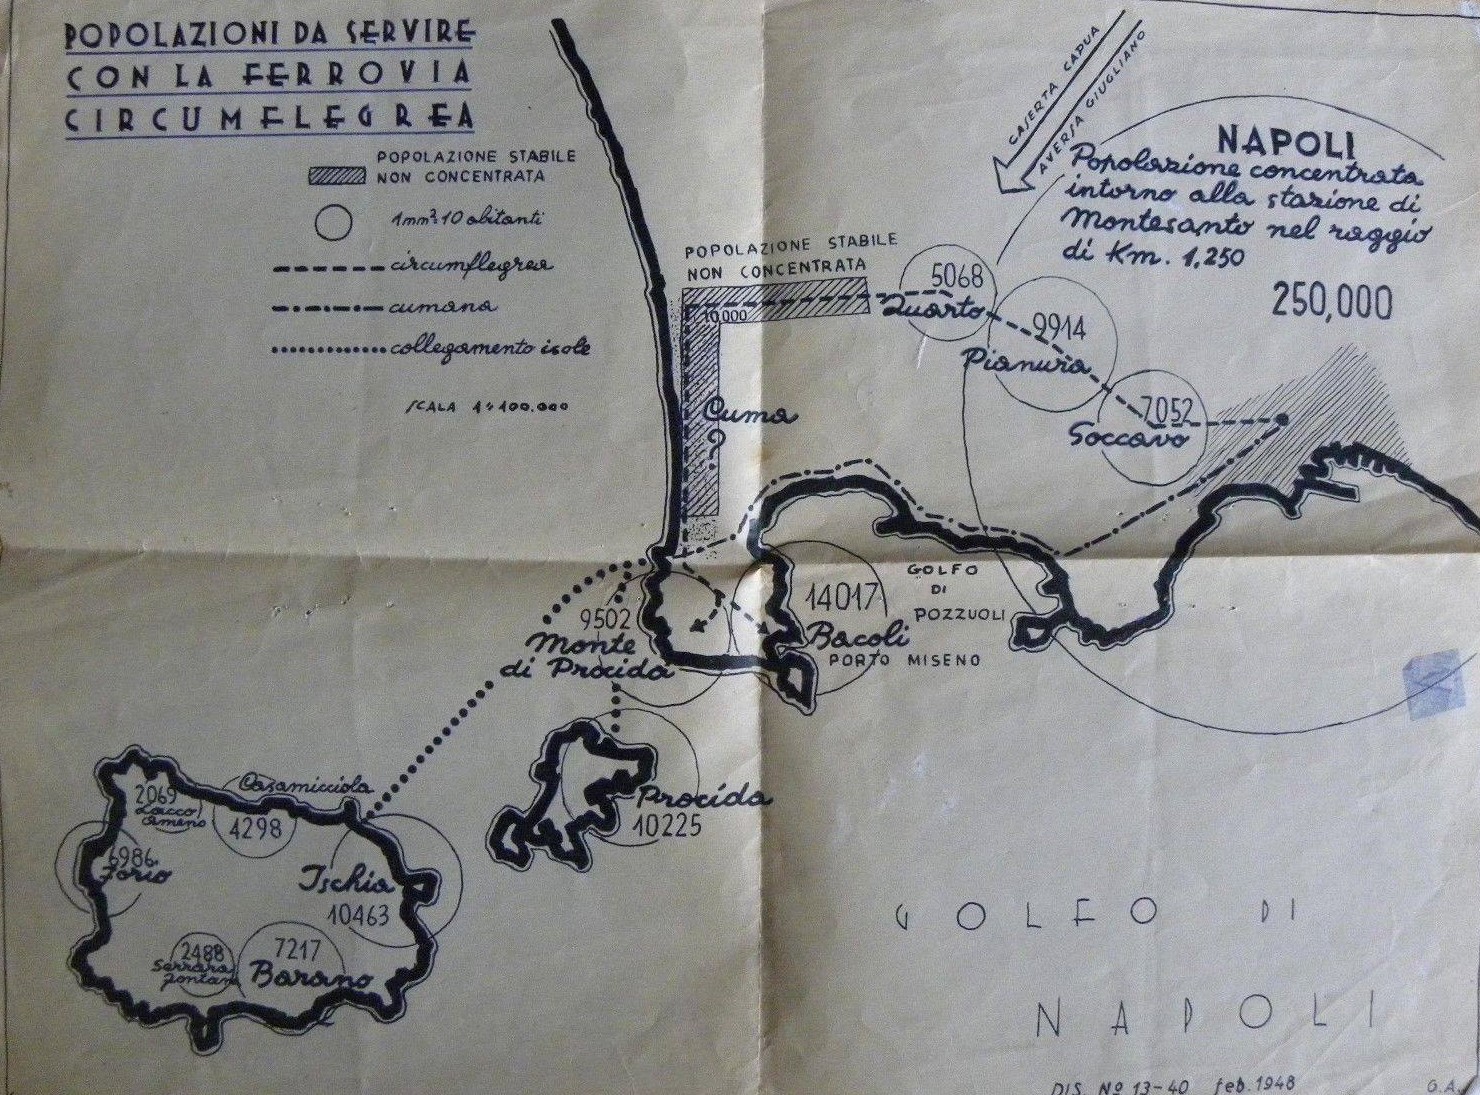 POPOLAZIONI DA SERVIRE
CON LA FERROVIA
CIRCUMFLEGREA
POPOLAZIONE STABILE
NON CONCENTRATA
1mm²=10 abitanti
circumflegrea
cumana
collegamento isole
SCALA 1÷100.000
CASERTA CAPUA
AVERSA GIUGLIANO
NAPOLI
Popolazione concentrata
intorno alla stazione di
Montesanto nel raggio
di Km. 1,250
250,000
POPOLAZIONE STABILE
NON CONCENTRATA
10,000
5068
Quarto
9914
Pianura
7052
Soccavo
Cuma
?
GOLFO
DI
POZZUOLI
14017
Bacoli
PORTO MISENO
9502
Monte
di Procida
Procida
10225
Casamicciola
4298
2069
Lacco
Ameno
6986
Forio
Ischia
10463
2488
Serrara
Fontana
7217
Barano
GOLFO DI
NAPOLI
DIS. Nº 13-40 feb. 1948
G.A.